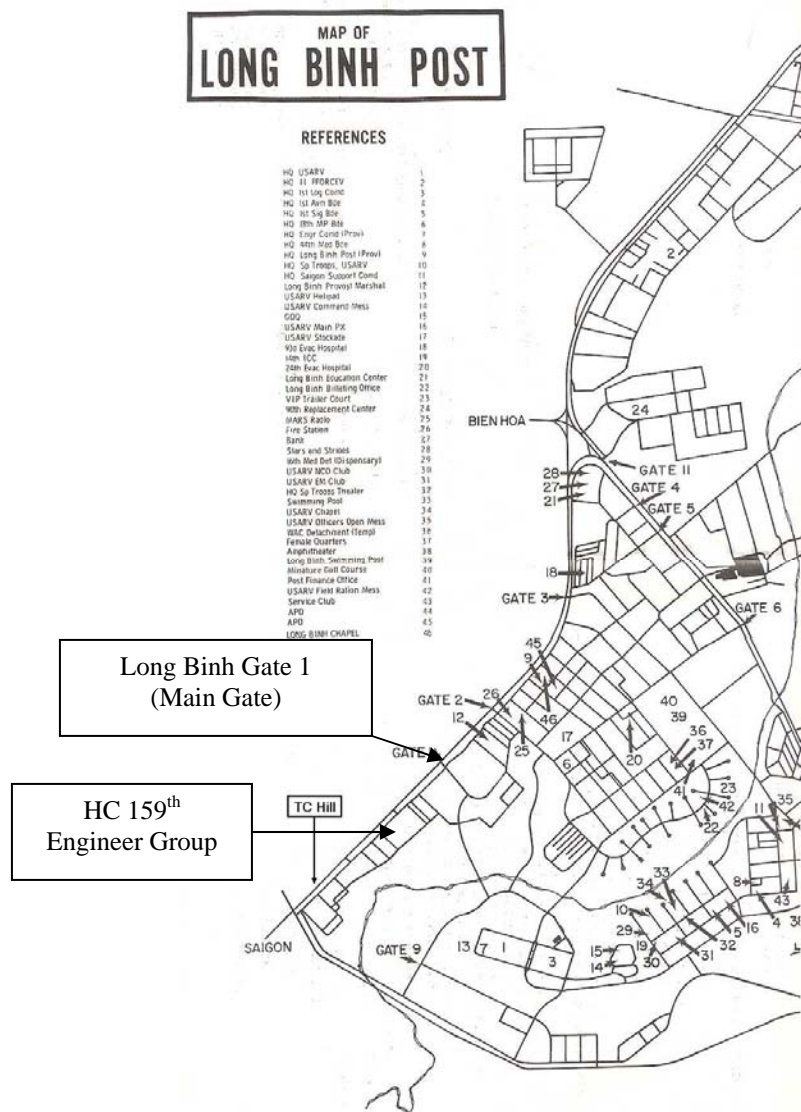 MAP OF
LONG BINH POST
REFERENCES
HQ USARV 1
HQ II FFORCEV 2
HQ 1st Log Comd 3
HQ 1st Avn Bde 4
HQ 1st Sig Bde 5
HQ 18th MP Bde 6
HQ Engr Comd (Prov) 7
HQ 44th Med Bde 8
HQ Long Binh Post (Prov) 9
HQ Sp Troops, USARV 10
HQ Saigon Support Comd 11
Long Binh Provost Marshal 12
USARV Helipad 13
USARV Command Mess 14
15
USARV Main PX 16
USARV Stockade 17
93d Evac Hospital 18
14th ICC 19
24th Evac Hospital 20
Long Binh Education Center 21
Long Binh Billeting Office 22
VIP Trailer Court 23
90th Replacement Center 24
MARS Radio 25
Fire Station 26
Bank 27
Stars and Stripes 28
Med Det (Dispensary) 29
USARV NCO Club 30
USARV EM Club 31
HQ Sp Troops Theater 32
Swimming Pool 33
USARV Chapel 34
USARV Officers Open Mess 35
WAC Detachment (Temp) 36
Female Quarters 37
Amphitheater 38
Long Binh Swimming Pool 39
Minature Golf Course 40
Post Finance Office 41
USARV Field Ration Mess 42
Service Club 43
APO 44
APO 45
LONG BINH CHAPEL 46
2
24
BIEN HOA
GATE 11
28
27
21
GATE 4
GATE 5
18
GATE 3
GATE 6
45
9
46
Long Binh Gate 1
(Main Gate)
GATE 2
26
12
25
GATE
17
6
20
40
39
36
37
41
23
42
22
HC 159th
Engineer Group
TC Hill
11
35
8
43
4
33
34
10
29
19
30
31
32
5
16
SAIGON
GATE 9
13
7
1
3
15
14